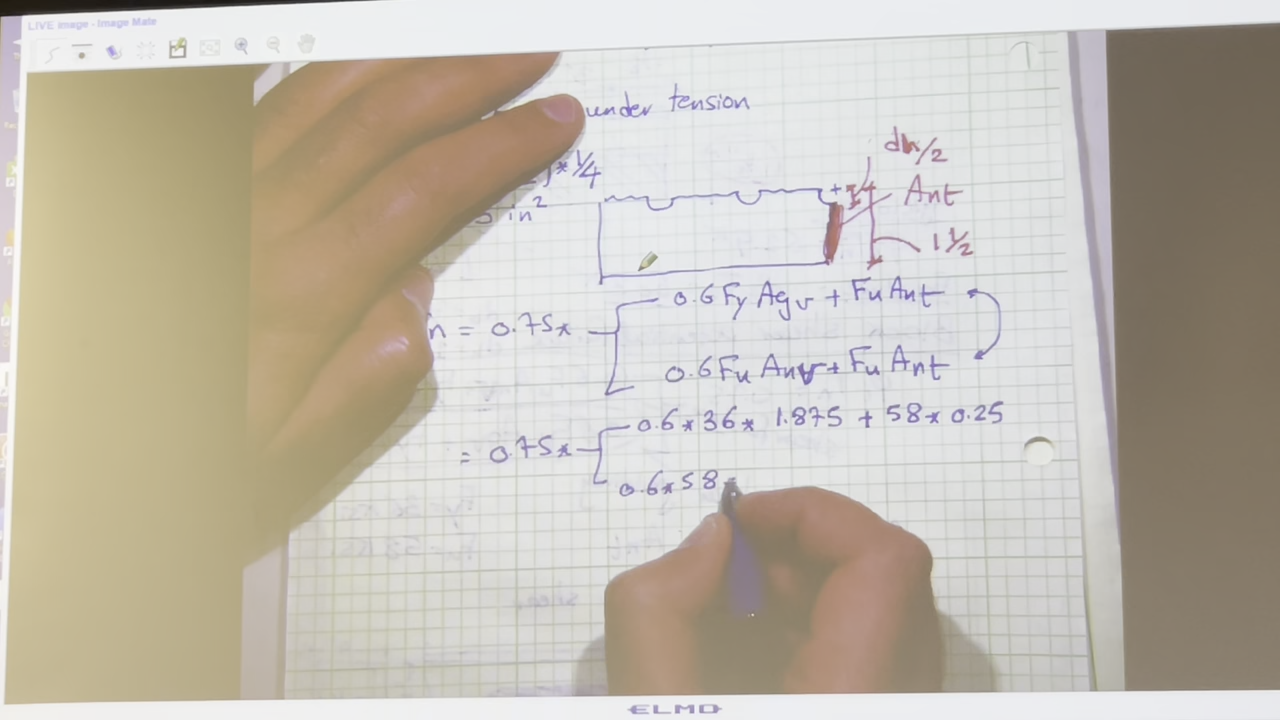 LIVE Image - Image Mate
under tension
* 1/4
in²
dh/2
Ant
1 1/2
n = 0.75*
0.6 Fy Agv + Fu Ant
0.6 Fu Anv + Fu Ant
= 0.75*
0.6*36* 1.875 + 58* 0.25
0.6*58
ELMO